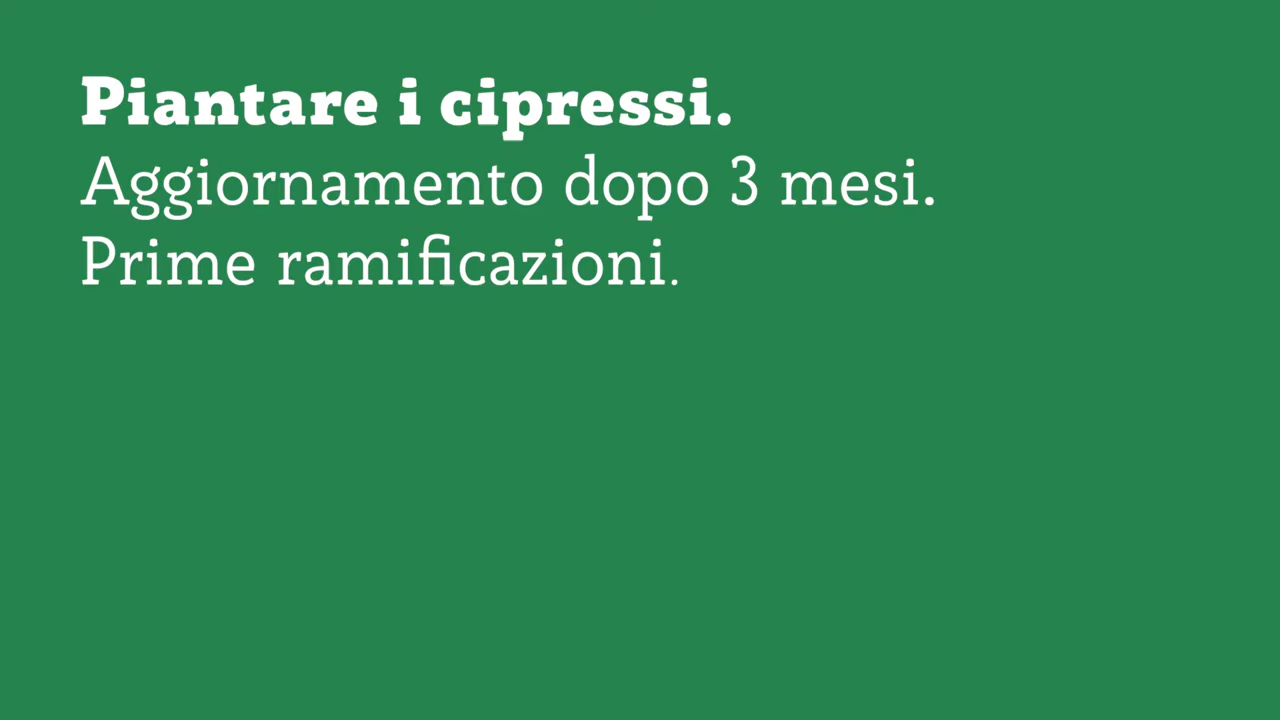 Piantare i cipressi.
Aggiornamento dopo 3 mesi.
Prime ramificazioni.